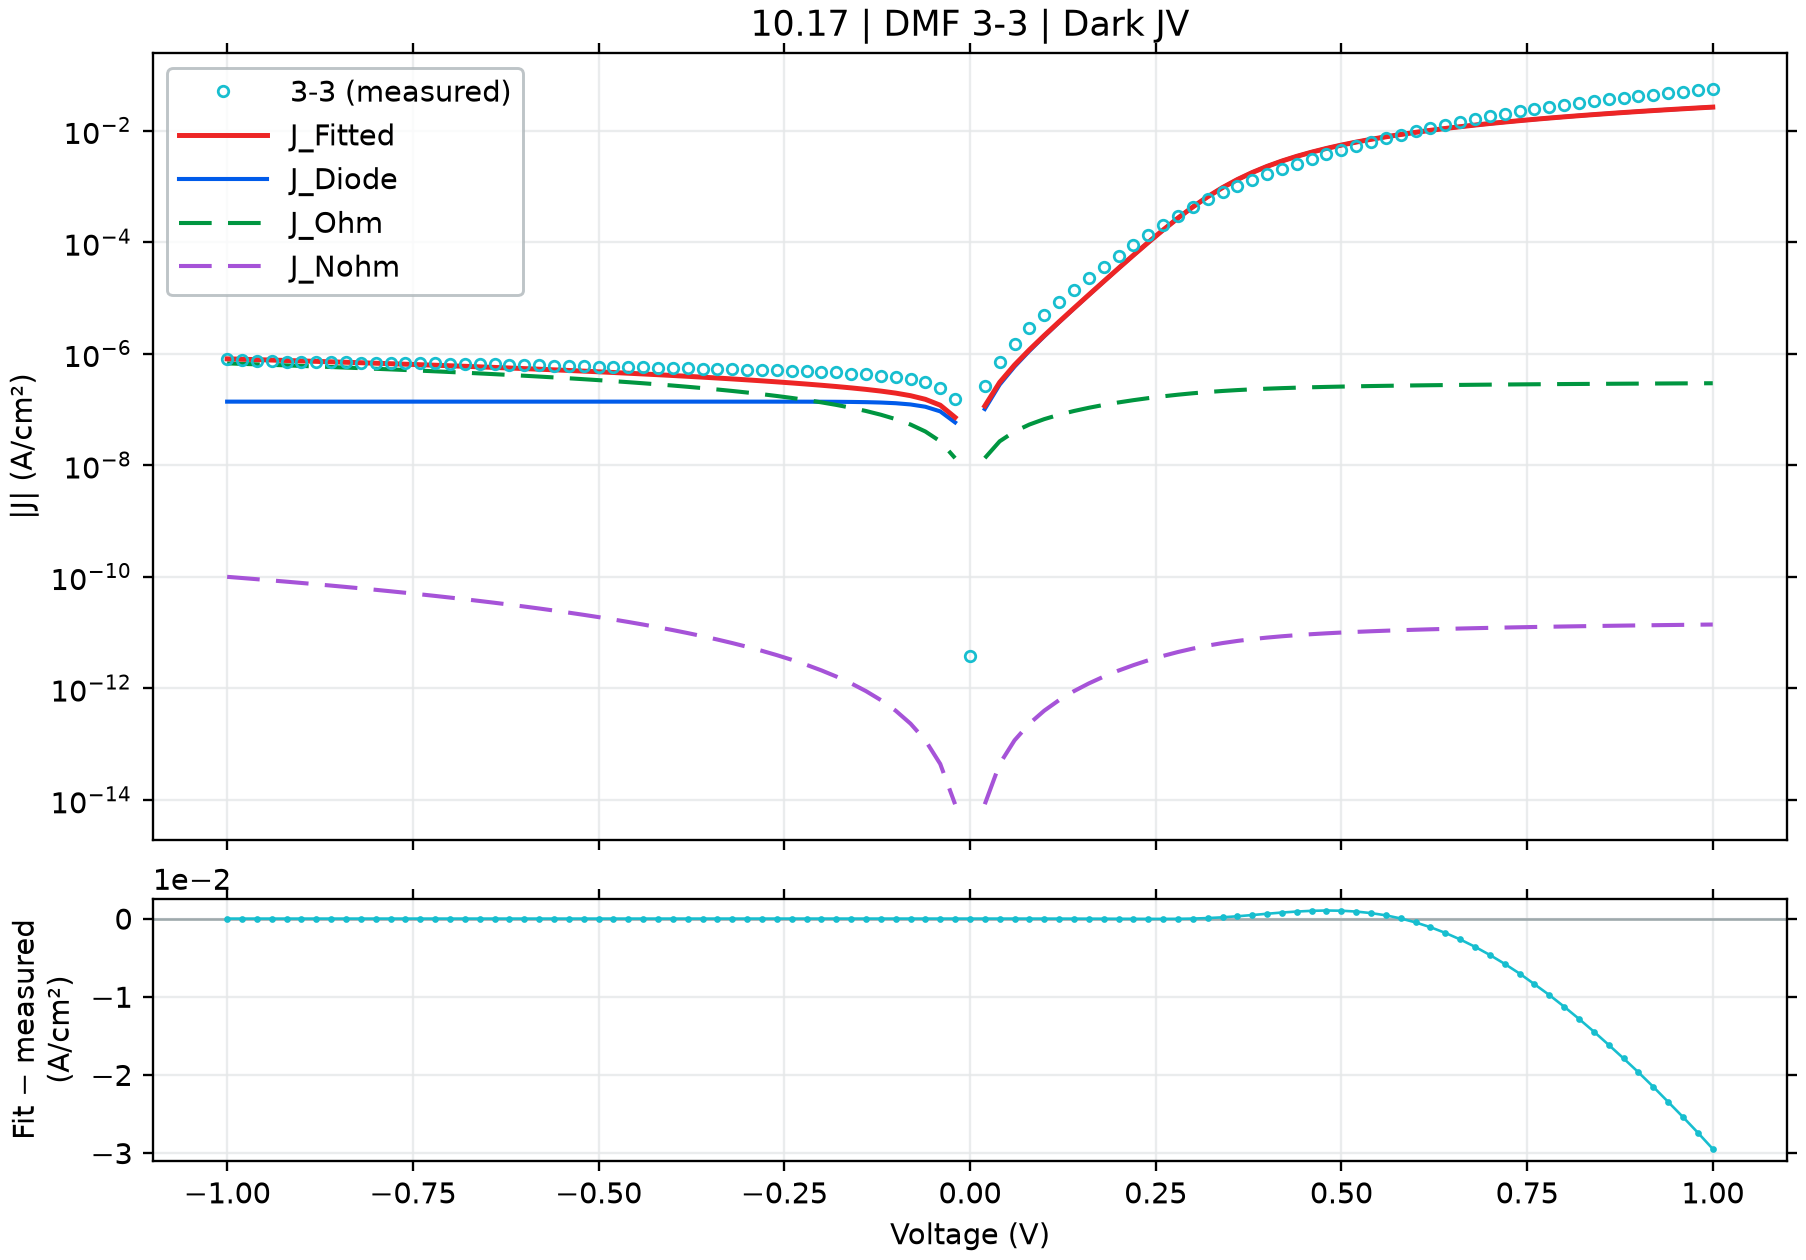 10.17 | DMF 3-3 | Dark JV
3-3 (measured)
J_Fitted
J_Diode
J_Ohm
J_Nohm
|J| (A/cm²)
10⁻²
10⁻⁴
10⁻⁶
10⁻⁸
10⁻¹⁰
10⁻¹²
10⁻¹⁴
1e−2
Fit − measured
(A/cm²)
0
−1
−2
−3
−1.00 −0.75 −0.50 −0.25 0.00 0.25 0.50 0.75 1.00
Voltage (V)